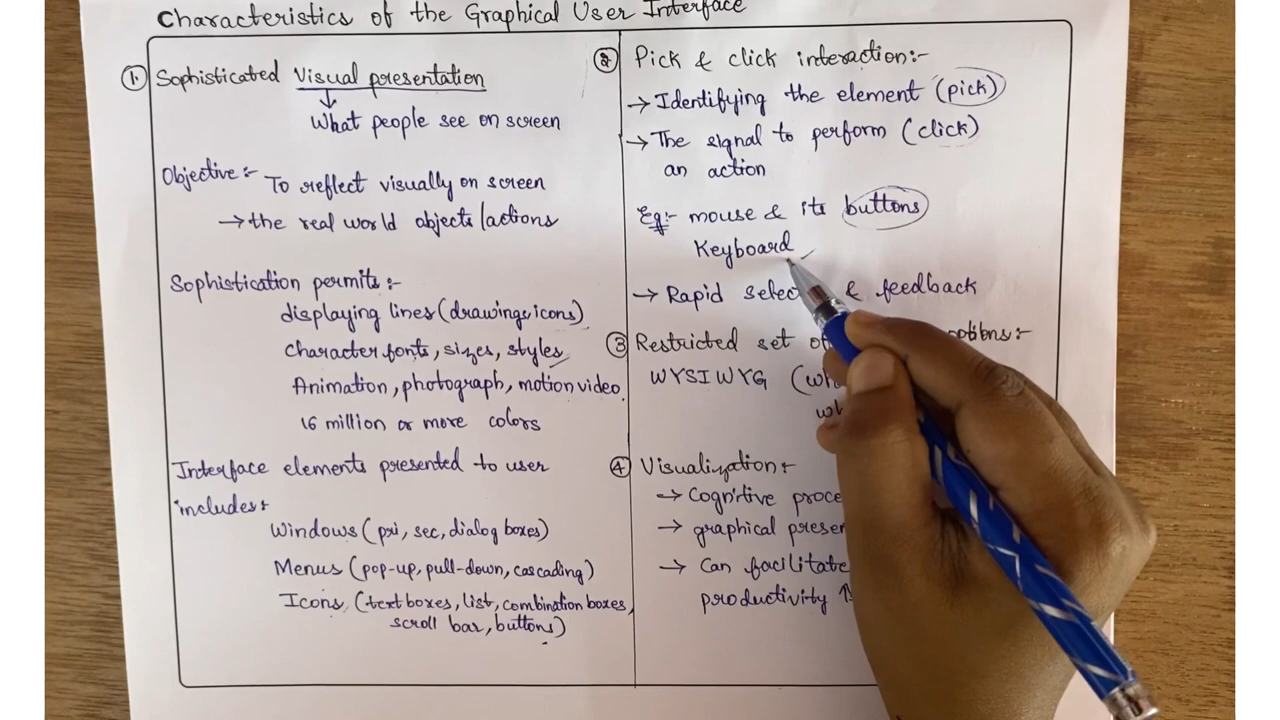 Characteristics of the Graphical User Interface
① Sophisticated Visual presentation
↓
What people see on screen
Objective:- To reflect visually on screen
→ the real world objects/actions
Sophistication permits:-
displaying lines (drawings,icons)
Character fonts, sizes, styles
Animation, photograph, motion video.
16 million or more colors
Interface elements presented to user
includes:
Windows (pri, sec, dialog boxes)
Menus (pop-up, pull-down, cascading)
Icons (text boxes, list, combination boxes,
scroll bar, buttons)
② Pick & click interaction:-
→ Identifying the element (pick)
→ The signal to perform (click)
an action
Eg:- mouse & its buttons
Keyboard
→ Rapid & feedback
③ Restricted set
WYSIWYG
④ Visualization:
→ Cognitive
→ graphical
→ Can facilitate
productivity ↑